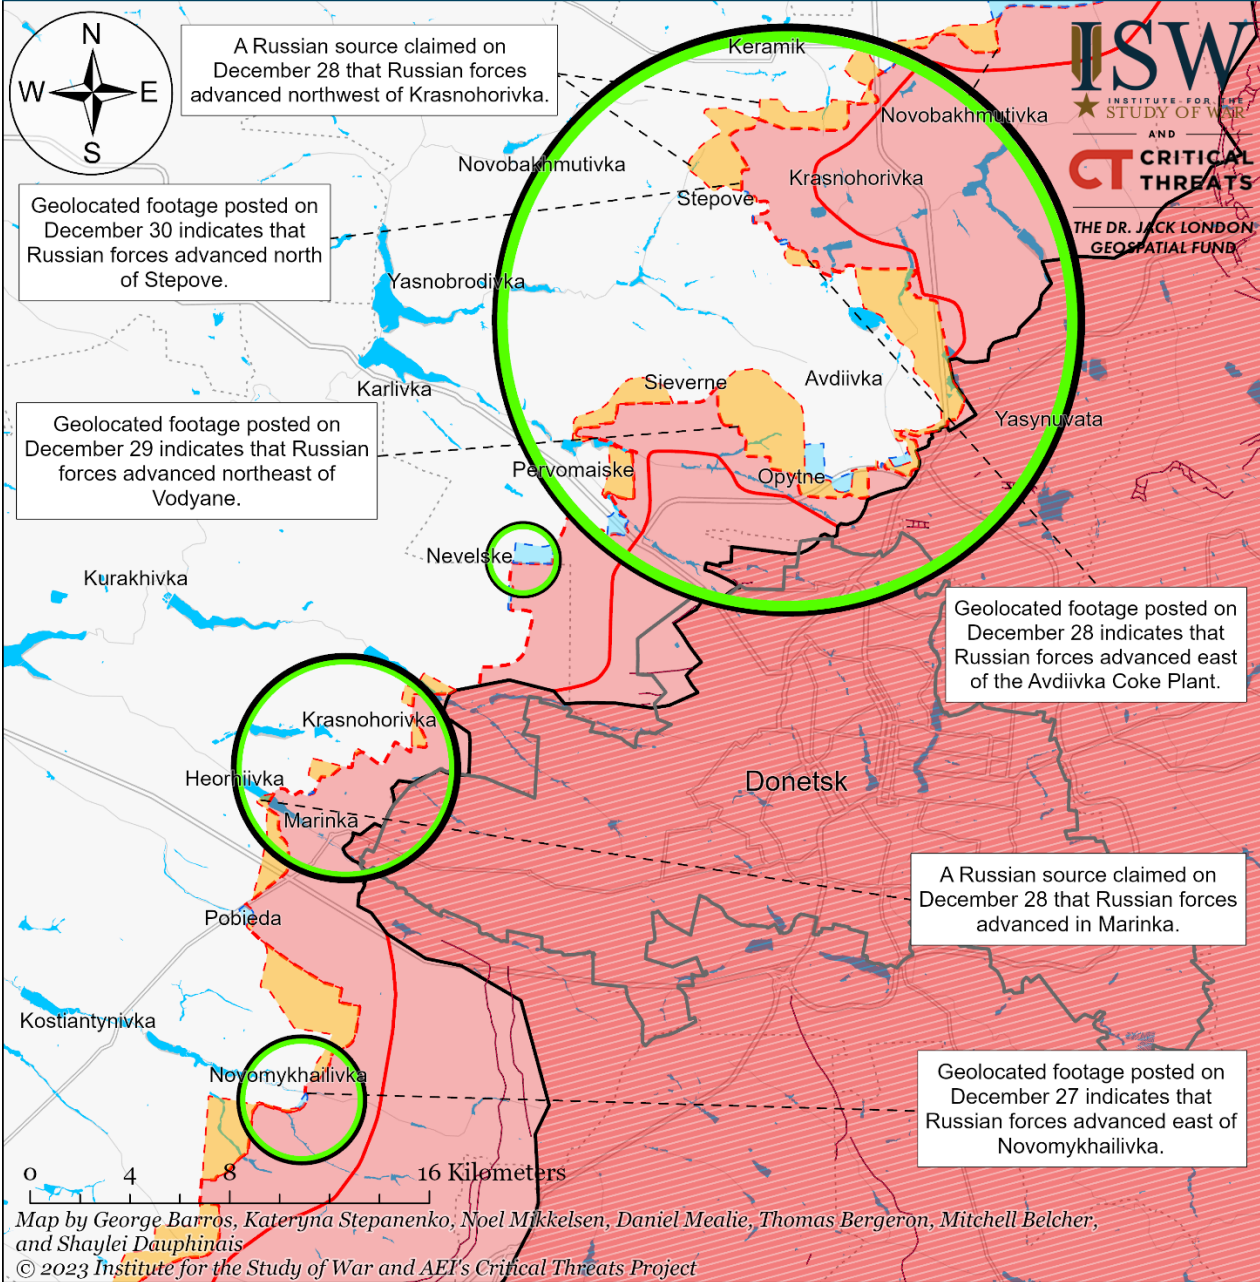 N
W
E
S
A Russian source claimed on
December 28 that Russian forces
advanced northwest of Krasnohorivka.
Keramik
ISW
INSTITUTE FOR THE
STUDY OF WAR
AND
CT CRITICAL
THREATS
THE DR. JACK LONDON
GEOSPATIAL FUND
Novobakhmutivka
Novobakhmutivka
Krasnohorivka
Stepove
Geolocated footage posted on
December 30 indicates that
Russian forces advanced north
of Stepove.
Yasnobrodivka
Karlivka
Sieverne
Avdiivka
Yasynuvata
Geolocated footage posted on
December 29 indicates that Russian
forces advanced northeast of
Vodyane.
Pervomaiske
Opytne
Nevelske
Kurakhivka
Geolocated footage posted on
December 28 indicates that
Russian forces advanced east
of the Avdiivka Coke Plant.
Krasnohorivka
Heorhiivka
Marinka
Donetsk
A Russian source claimed on
December 28 that Russian forces
advanced in Marinka.
Pobieda
Kostiantynivka
Novomykhailivka
Geolocated footage posted on
December 27 indicates that
Russian forces advanced east of
Novomykhailivka.
0 4 8 16 Kilometers
Map by George Barros, Kateryna Stepanenko, Noel Mikkelsen, Daniel Mealie, Thomas Bergeron, Mitchell Belcher,
and Shaylei Dauphinais
© 2023 Institute for the Study of War and AEI's Critical Threats Project